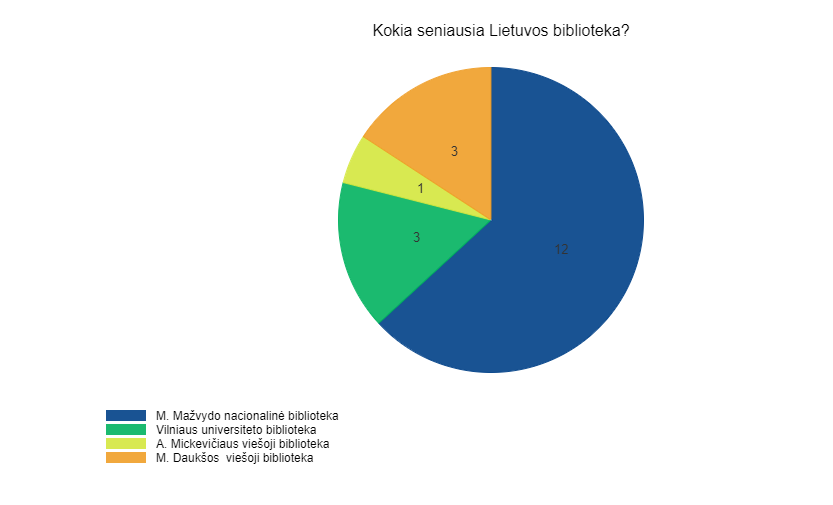 Kokia seniausia Lietuvos biblioteka?
3
1
3
12
M. Mažvydo nacionalinė biblioteka
Vilniaus universiteto biblioteka
A. Mickevičiaus viešoji biblioteka
M. Daukšos  viešoji biblioteka